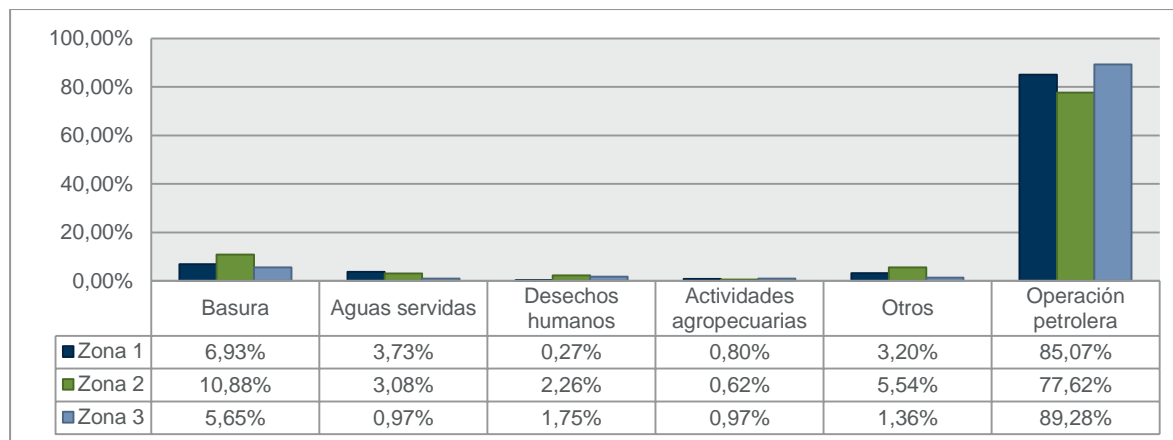 100,00%
80,00%
60,00%
40,00%
20,00%
0,00%
Basura Aguas servidas Desechos humanos Actividades agropecuarias Otros Operación petrolera
Zona 1 6,93% 3,73% 0,27% 0,80% 3,20% 85,07%
Zona 2 10,88% 3,08% 2,26% 0,62% 5,54% 77,62%
Zona 3 5,65% 0,97% 1,75% 0,97% 1,36% 89,28%